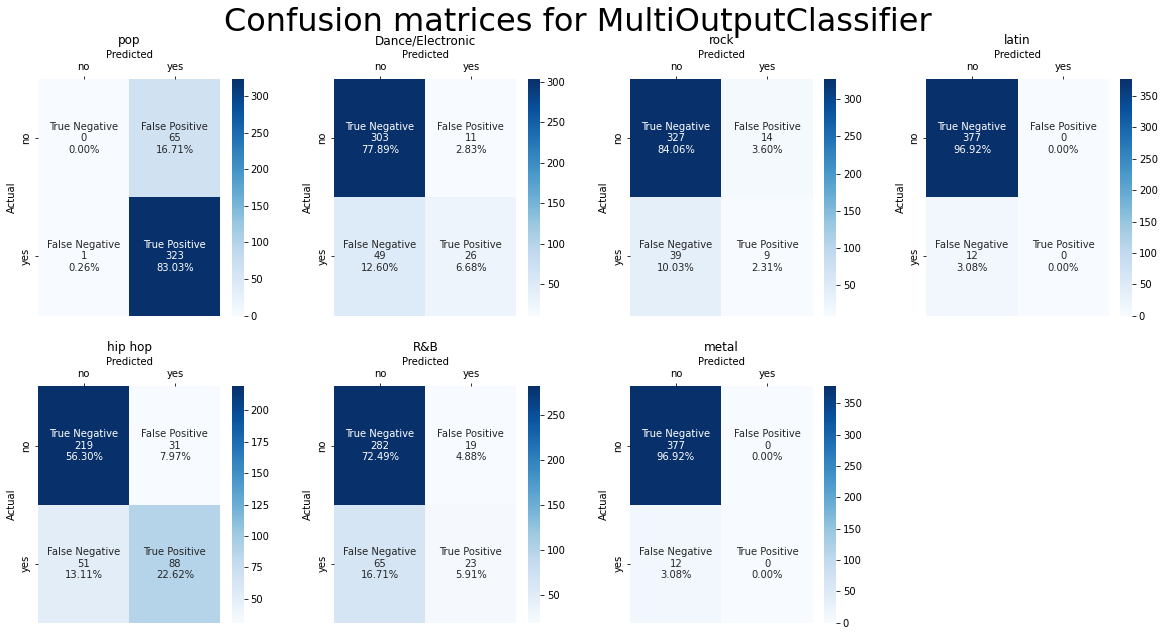 Confusion matrices for MultiOutputClassifier
pop
Predicted
no yes
Actual
no
True Negative
0
0.00%
False Positive
65
16.71%
yes
False Negative
1
0.26%
True Positive
323
83.03%
300
250
200
150
100
50
0
Dance/Electronic
Predicted
no yes
Actual
no
True Negative
303
77.89%
False Positive
11
2.83%
yes
False Negative
49
12.60%
True Positive
26
6.68%
300
250
200
150
100
50
rock
Predicted
no yes
Actual
no
True Negative
327
84.06%
False Positive
14
3.60%
yes
False Negative
39
10.03%
True Positive
9
2.31%
300
250
200
150
100
50
latin
Predicted
no yes
Actual
no
True Negative
377
96.92%
False Positive
0
0.00%
yes
False Negative
12
3.08%
True Positive
0
0.00%
350
300
250
200
150
100
50
0
hip hop
Predicted
no yes
Actual
no
True Negative
219
56.30%
False Positive
31
7.97%
yes
False Negative
51
13.11%
True Positive
88
22.62%
200
175
150
125
100
75
50
R&B
Predicted
no yes
Actual
no
True Negative
282
72.49%
False Positive
19
4.88%
yes
False Negative
65
16.71%
True Positive
23
5.91%
250
200
150
100
50
metal
Predicted
no yes
Actual
no
True Negative
377
96.92%
False Positive
0
0.00%
yes
False Negative
12
3.08%
True Positive
0
0.00%
350
300
250
200
150
100
50
0